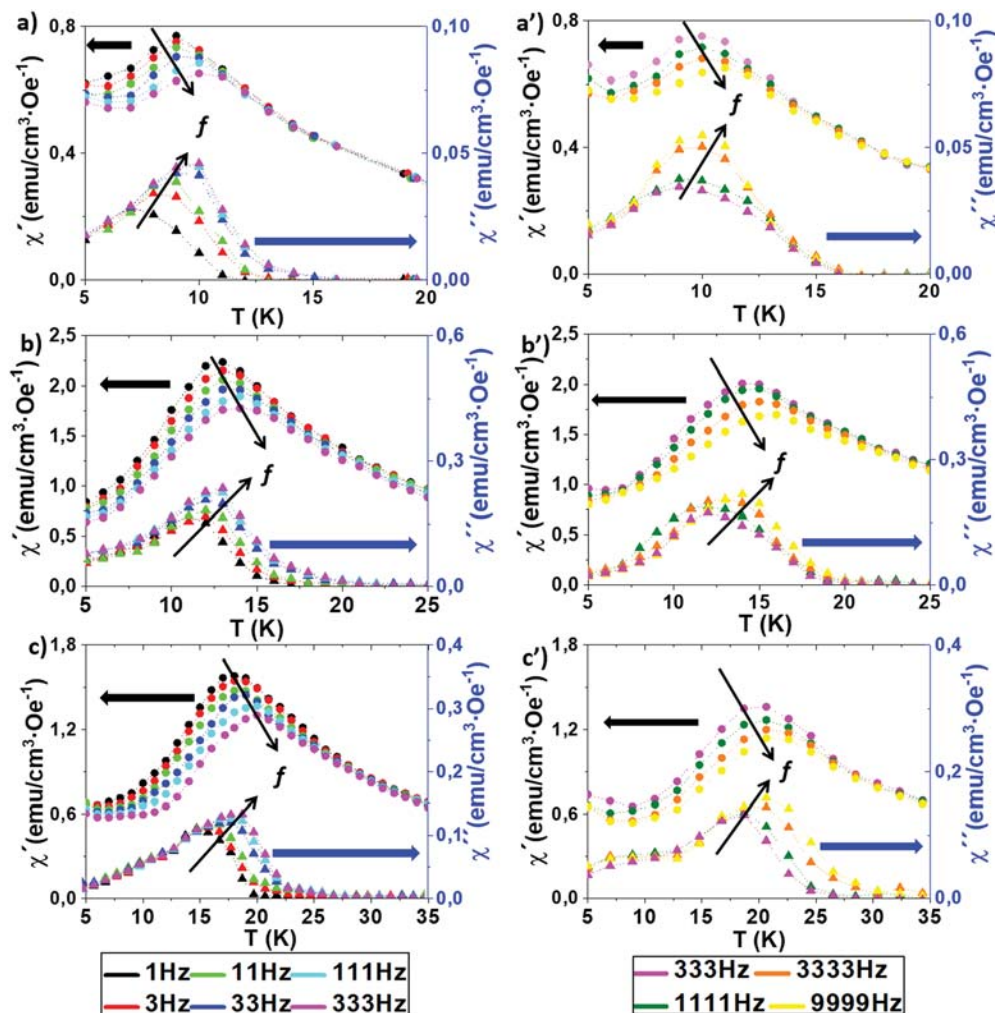 a)
0,8
0,4
0,0
χ´(emu/cm³·Oe⁻¹)
f
0,10
0,05
0,00
χ´´(emu/cm³·Oe⁻¹)
5 10 15 20
T (K)
a’)
0,8
0,4
0,0
χ´(emu/cm³·Oe⁻¹)
f
0,10
0,05
0,00
χ´´(emu/cm³·Oe⁻¹)
5 10 15 20
T (K)
b)
2,5
2,0
1,5
1,0
0,5
0,0
χ´(emu/cm³·Oe⁻¹)
f
0,6
0,3
0,0
χ´´(emu/cm³·Oe⁻¹)
5 10 15 20 25
T (K)
b’)
2,5
2,0
1,5
1,0
0,5
0,0
χ´(emu/cm³·Oe⁻¹)
f
0,6
0,3
0,0
χ´´(emu/cm³·Oe⁻¹)
5 10 15 20 25
T (K)
c)
1,8
1,2
0,6
0,0
χ´(emu/cm³·Oe⁻¹)
f
0,4
0,3
0,2
0,1
0,0
χ´´(emu/cm³·Oe⁻¹)
5 10 15 20 25 30 35
T (K)
c’)
1,8
1,2
0,6
0,0
χ´(emu/cm³·Oe⁻¹)
f
0,4
0,2
0,0
χ´´(emu/cm³·Oe⁻¹)
5 10 15 20 25 30 35
T (K)
1Hz 11Hz 111Hz
3Hz 33Hz 333Hz
333Hz 3333Hz
1111Hz 9999Hz